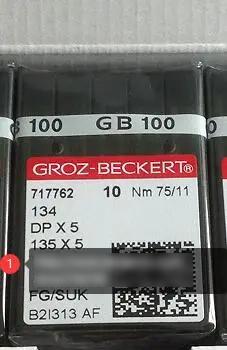 100 GB 100
GROZ-BECKERT®
717762 10 Nm 75/11
134
DP X 5
135 X 5
1
FG/SUK
B2I313 AF